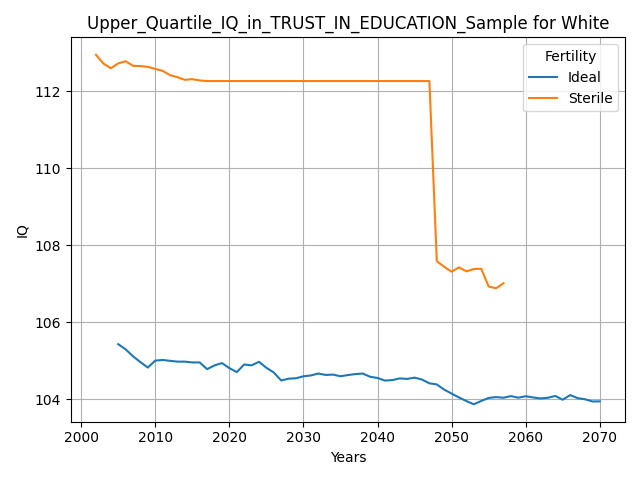 Upper_Quartile_IQ_in_TRUST_IN_EDUCATION_Sample for White
Fertility
Ideal
Sterile
IQ
112
110
108
106
104
2000 2010 2020 2030 2040 2050 2060 2070
Years